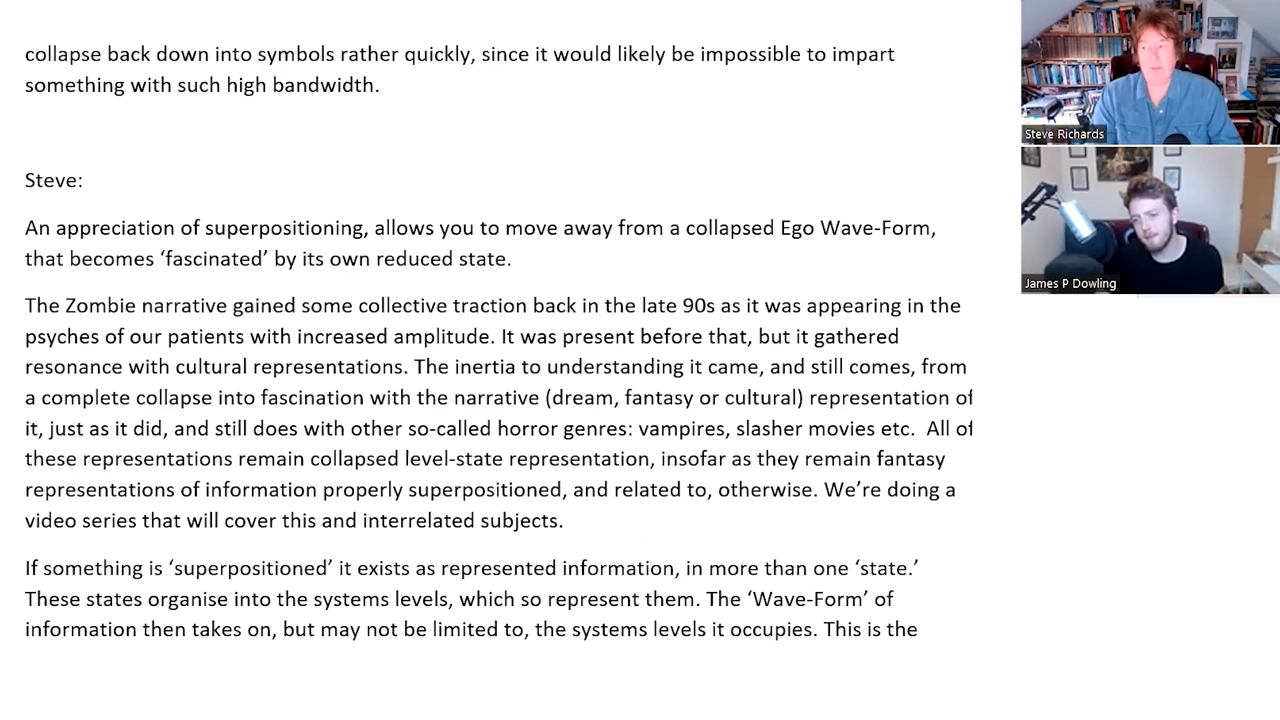 collapse back down into symbols rather quickly, since it would likely be impossible to impart
something with such high bandwidth.
Steve:
An appreciation of superpositioning, allows you to move away from a collapsed Ego Wave-Form,
that becomes ‘fascinated’ by its own reduced state.
The Zombie narrative gained some collective traction back in the late 90s as it was appearing in the
psyches of our patients with increased amplitude. It was present before that, but it gathered
resonance with cultural representations. The inertia to understanding it came, and still comes, from
a complete collapse into fascination with the narrative (dream, fantasy or cultural) representation of
it, just as it did, and still does with other so-called horror genres: vampires, slasher movies etc.  All of
these representations remain collapsed level-state representation, insofar as they remain fantasy
representations of information properly superpositioned, and related to, otherwise. We’re doing a
video series that will cover this and interrelated subjects.
If something is ‘superpositioned’ it exists as represented information, in more than one ‘state.’
These states organise into the systems levels, which so represent them. The ‘Wave-Form’ of
information then takes on, but may not be limited to, the systems levels it occupies. This is the
Steve Richards
James P Dowling